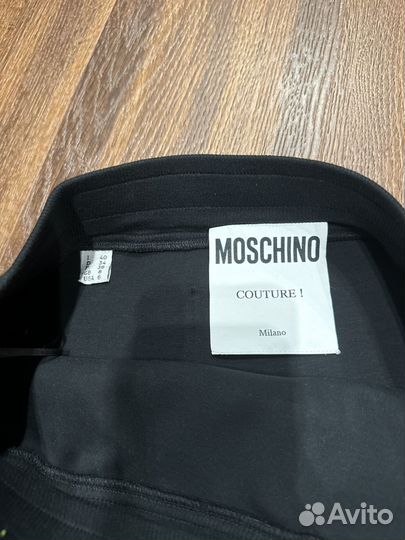 I 40
D 34
F 36
GB 8
USA 6
MOSCHINO
COUTURE !
Milano
Avito